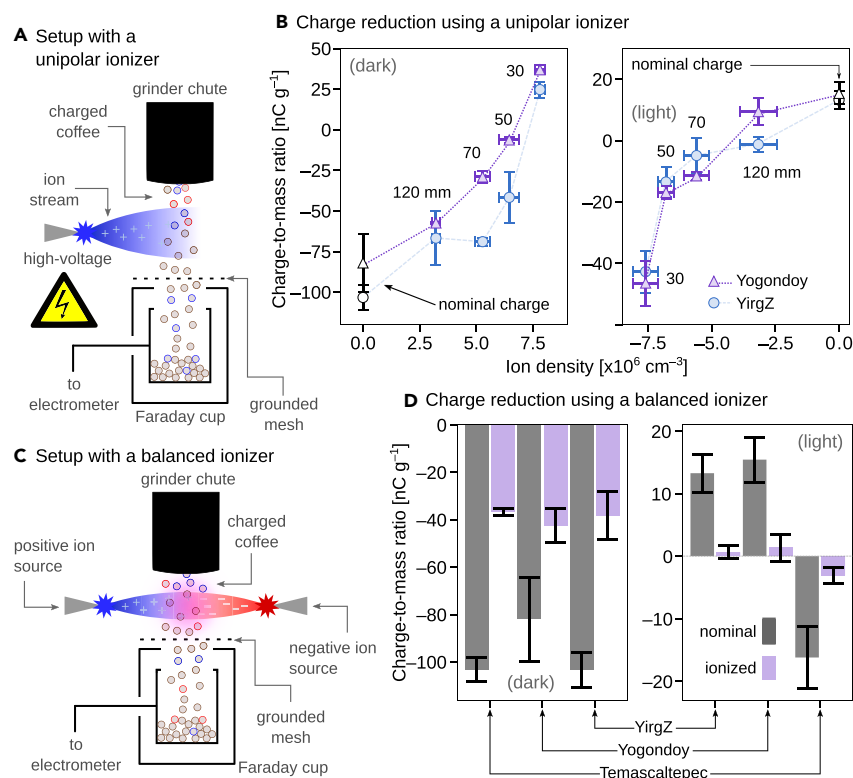 A Setup with a
unipolar ionizer
grinder chute
charged
coffee
ion
stream
high-voltage
to
electrometer
Faraday cup
grounded
mesh
B Charge reduction using a unipolar ionizer
Charge-to-mass ratio [nC g⁻¹]
50
25
0
−25
−50
−75
−100
(dark)
30
50
70
120 mm
nominal charge
0.0
2.5
5.0
7.5
20
0
−20
−40
nominal charge
(light)
70
50
120 mm
30
Yogondoy
YirgZ
−7.5
−5.0
−2.5
0.0
Ion density [x10⁶ cm⁻³]
C Setup with a balanced ionizer
grinder chute
charged
coffee
positive ion
source
negative ion
source
grounded
mesh
to
electrometer
Faraday cup
D Charge reduction using a balanced ionizer
Charge-to-mass ratio [nC g⁻¹]
0
−20
−40
−60
−80
−100
(dark)
20
10
0
−10
−20
(light)
nominal
ionized
YirgZ
Yogondoy
Temascaltepec